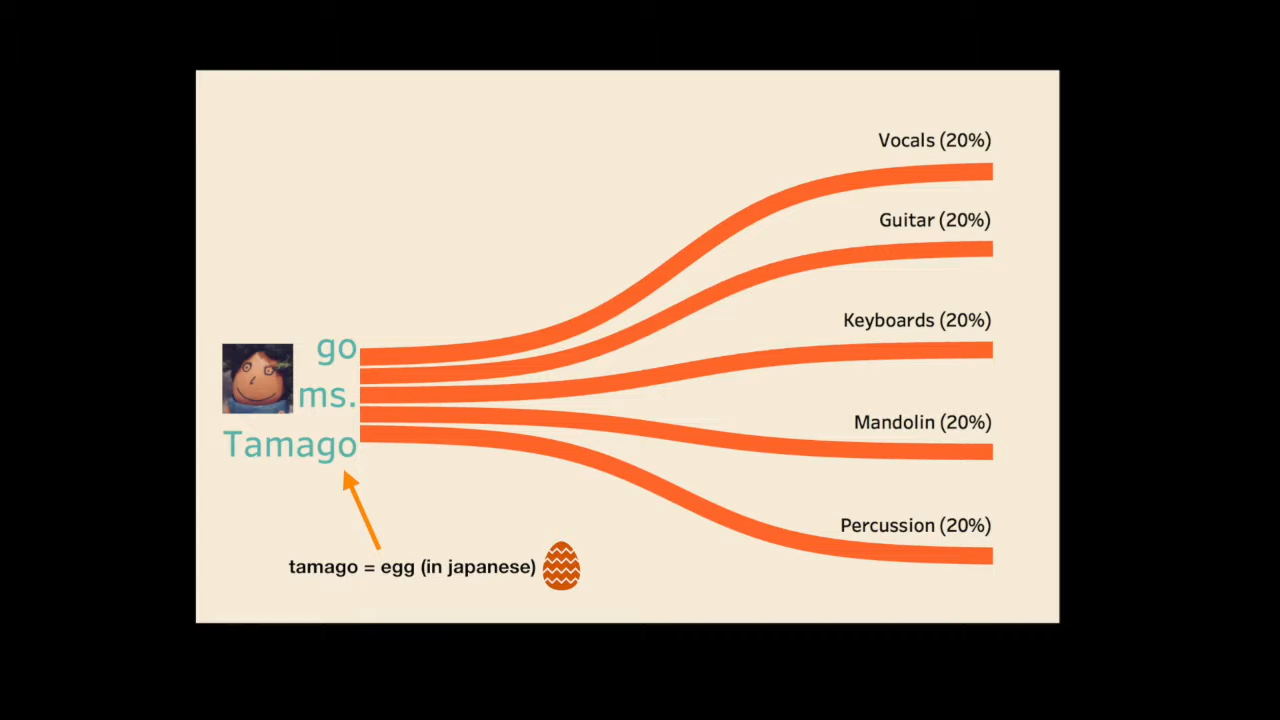 Vocals (20%)
Guitar (20%)
Keyboards (20%)
go
ms.
Tamago
Mandolin (20%)
Percussion (20%)
tamago = egg (in japanese)